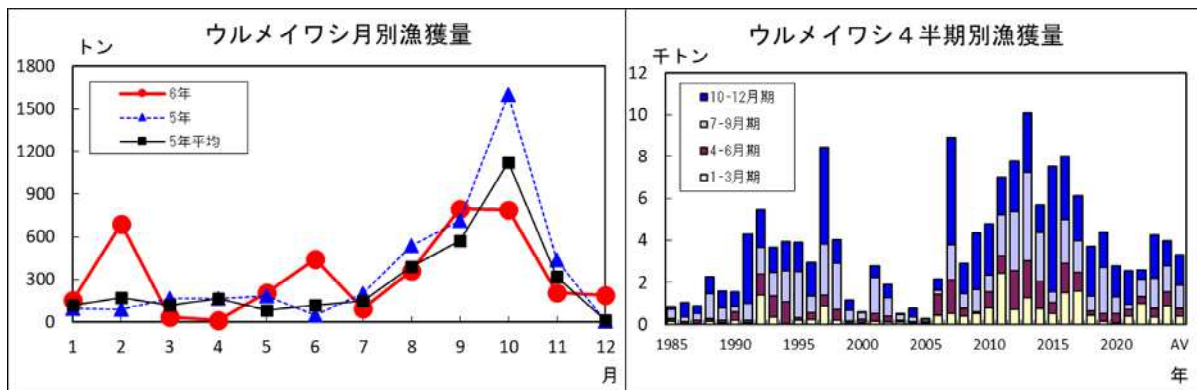 ウルメイワシ月別漁獲量
トン
1800
1500
1200
900
600
300
0
6年
5年
5年平均
1 2 3 4 5 6 7 8 9 10 11 12
月
ウルメイワシ４半期別漁獲量
千トン
12
10
8
6
4
2
0
10-12月期
7-9月期
4-6月期
1-3月期
1985 1990 1995 2000 2005 2010 2015 2020 AV
年